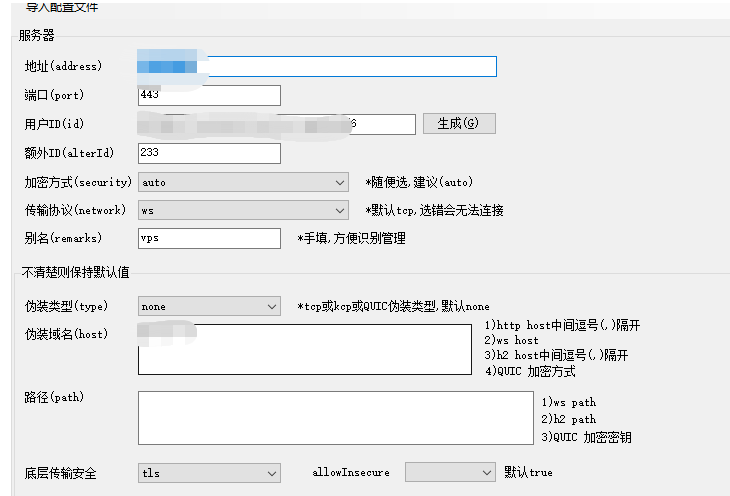 导入配置文件
服务器
地址(address)
端口(port) 443
用户ID(id) 6 生成(G)
额外ID(alterId) 233
加密方式(security) auto *随便选,建议(auto)
传输协议(network) ws *默认tcp,选错会无法连接
别名(remarks) vps *手填,方便识别管理
不清楚则保持默认值
伪装类型(type) none *tcp或kcp或QUIC伪装类型,默认none
伪装域名(host) 1)http host中间逗号(,)隔开
2)ws host
3)h2 host中间逗号(,)隔开
4)QUIC 加密方式
路径(path) 1)ws path
2)h2 path
3)QUIC 加密密钥
底层传输安全 tls allowInsecure 默认true